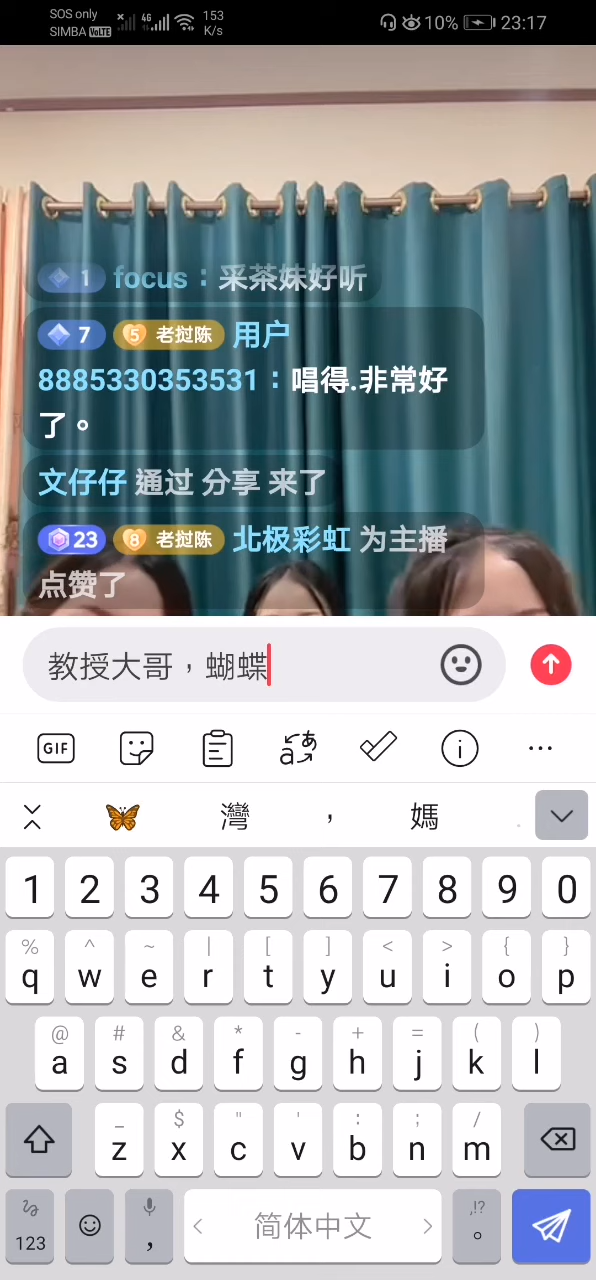 SOS only
SIMBA VoLTE
4G
153
K/s
10%
23:17
1 focus：采茶妹好听
7 5 老挝陈 用户
8885330353531：唱得.非常好
了。
文仔仔 通过 分享 来了
23 8 老挝陈 北极彩虹 为主播
点赞了
教授大哥，蝴蝶
GIF
aあ
灣 ， 媽
1 2 3 4 5 6 7 8 9 0
% ^ ~ | [ ] < > { }
q w e r t y u i o p
@ # & * - + = ( )
a s d f g h j k l
_ $ " ' : ; /
z x c v b n m
,!?
123 , 简体中文 。